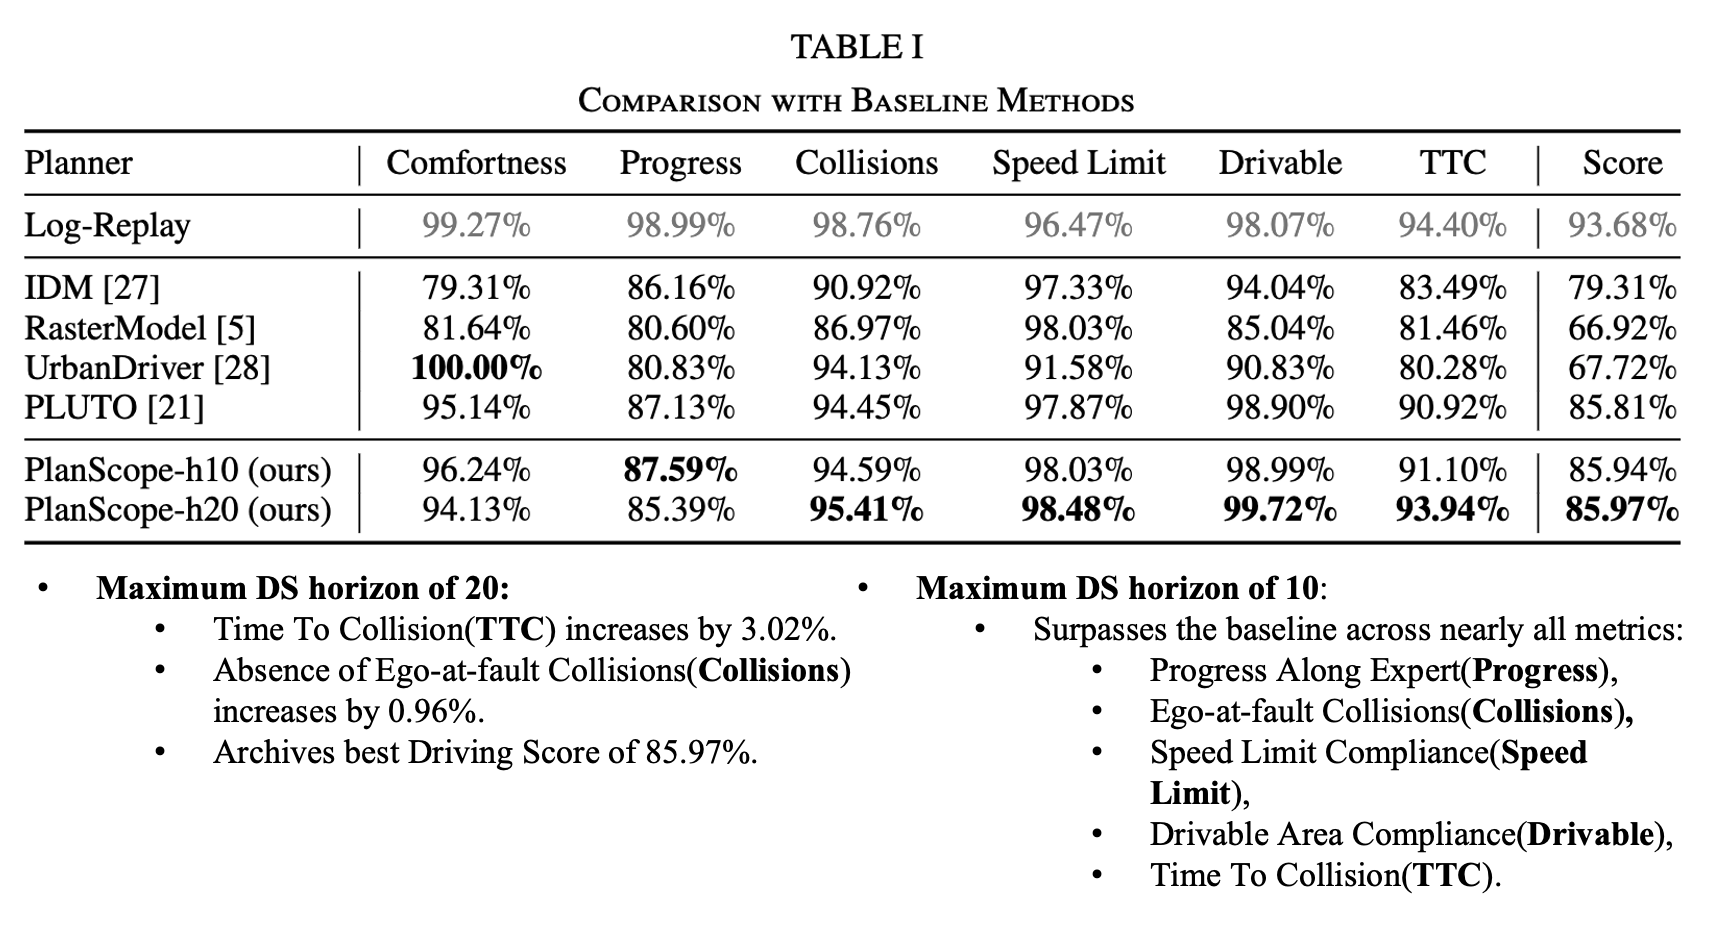 TABLE I
COMPARISON WITH BASELINE METHODS
Planner Comfortness Progress Collisions Speed Limit Drivable TTC Score
Log-Replay 99.27% 98.99% 98.76% 96.47% 98.07% 94.40% 93.68%
IDM [27] 79.31% 86.16% 90.92% 97.33% 94.04% 83.49% 79.31%
RasterModel [5] 81.64% 80.60% 86.97% 98.03% 85.04% 81.46% 66.92%
UrbanDriver [28] 100.00% 80.83% 94.13% 91.58% 90.83% 80.28% 67.72%
PLUTO [21] 95.14% 87.13% 94.45% 97.87% 98.90% 90.92% 85.81%
PlanScope-h10 (ours) 96.24% 87.59% 94.59% 98.03% 98.99% 91.10% 85.94%
PlanScope-h20 (ours) 94.13% 85.39% 95.41% 98.48% 99.72% 93.94% 85.97%
• Maximum DS horizon of 20:
• Time To Collision(TTC) increases by 3.02%.
• Absence of Ego-at-fault Collisions(Collisions)
increases by 0.96%.
• Archives best Driving Score of 85.97%.
• Maximum DS horizon of 10:
• Surpasses the baseline across nearly all metrics:
• Progress Along Expert(Progress),
• Ego-at-fault Collisions(Collisions),
• Speed Limit Compliance(Speed
Limit),
• Drivable Area Compliance(Drivable),
• Time To Collision(TTC).